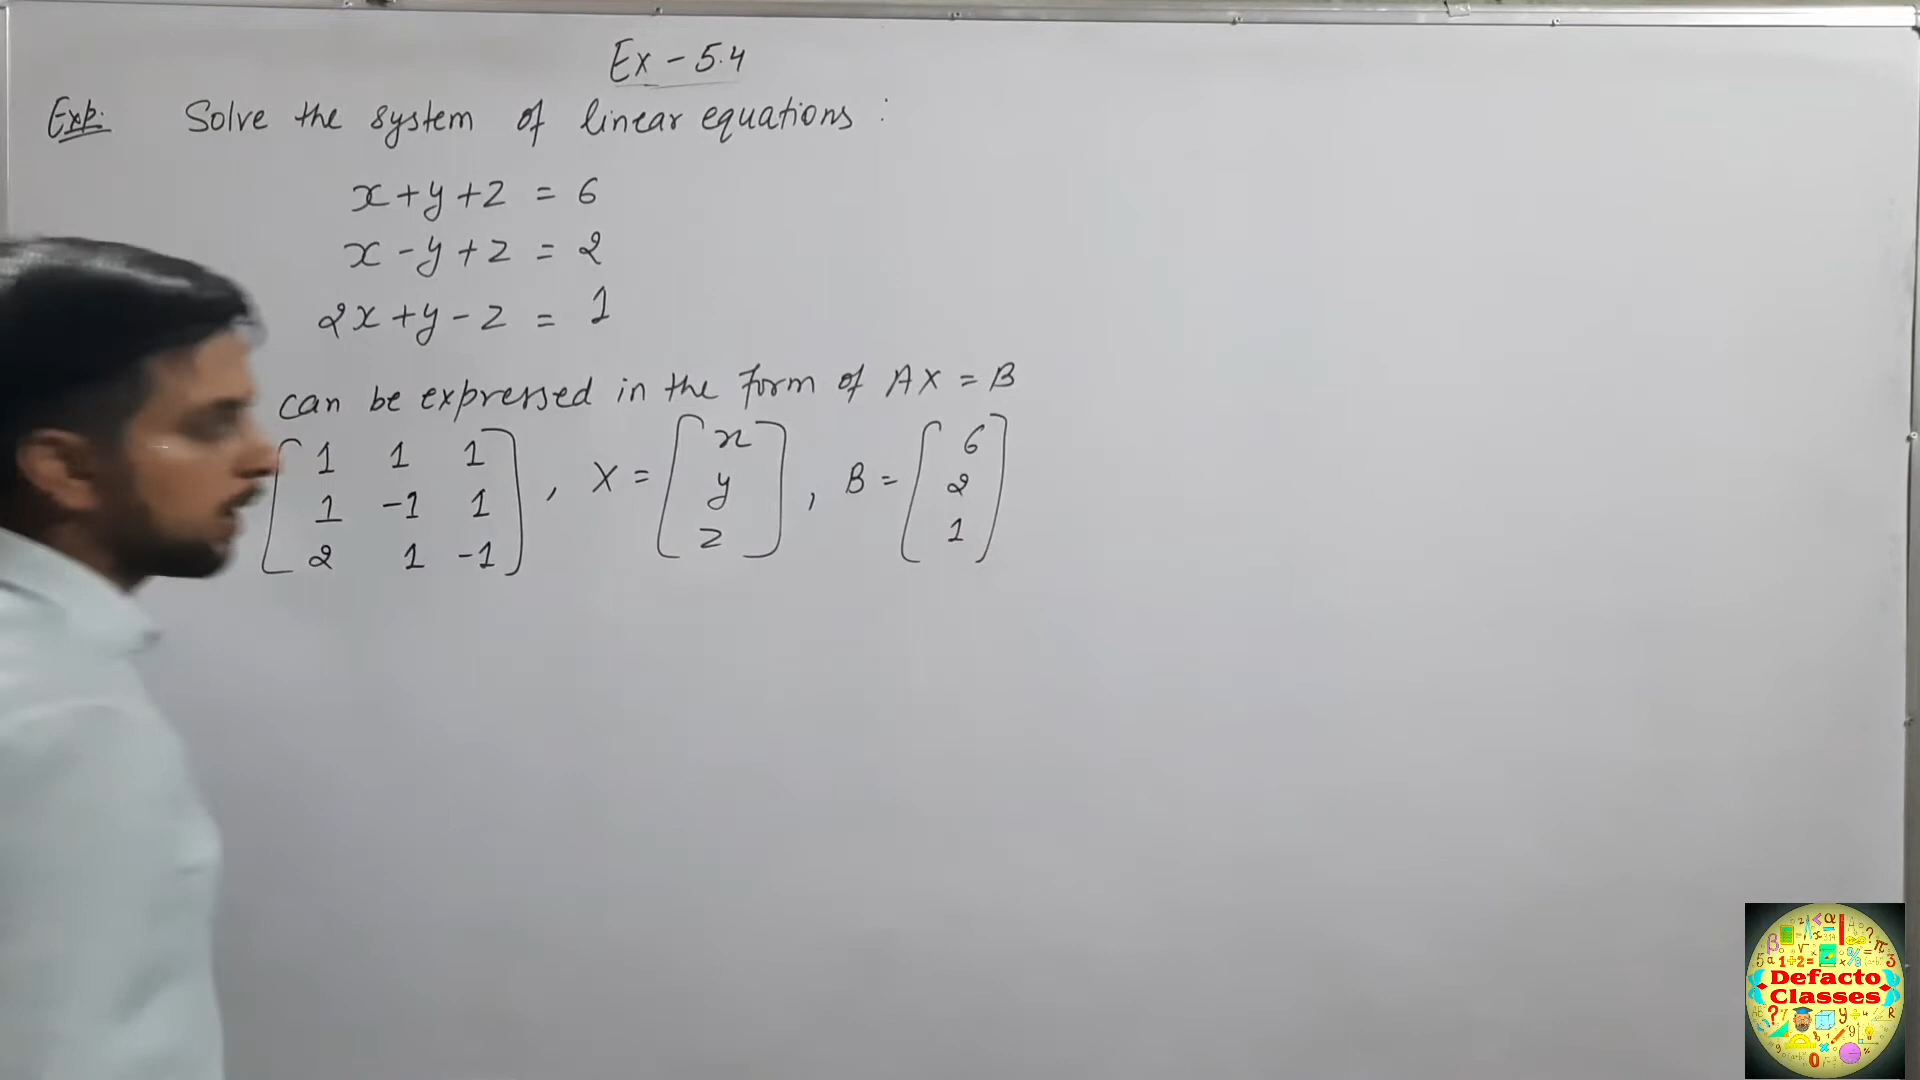 Ex - 5.4
Exp. Solve the system of linear equations :
x + y + z = 6
x - y + z = 2
2x + y - z = 1
can be expressed in the form of AX = B
[ 1 1 1 ] , X = [ x ] , B = [ 6 ]
[ 1 -1 1 ] [ y ] [ 2 ]
[ 2 1 -1 ] [ z ] [ 1 ]
Defacto
Classes